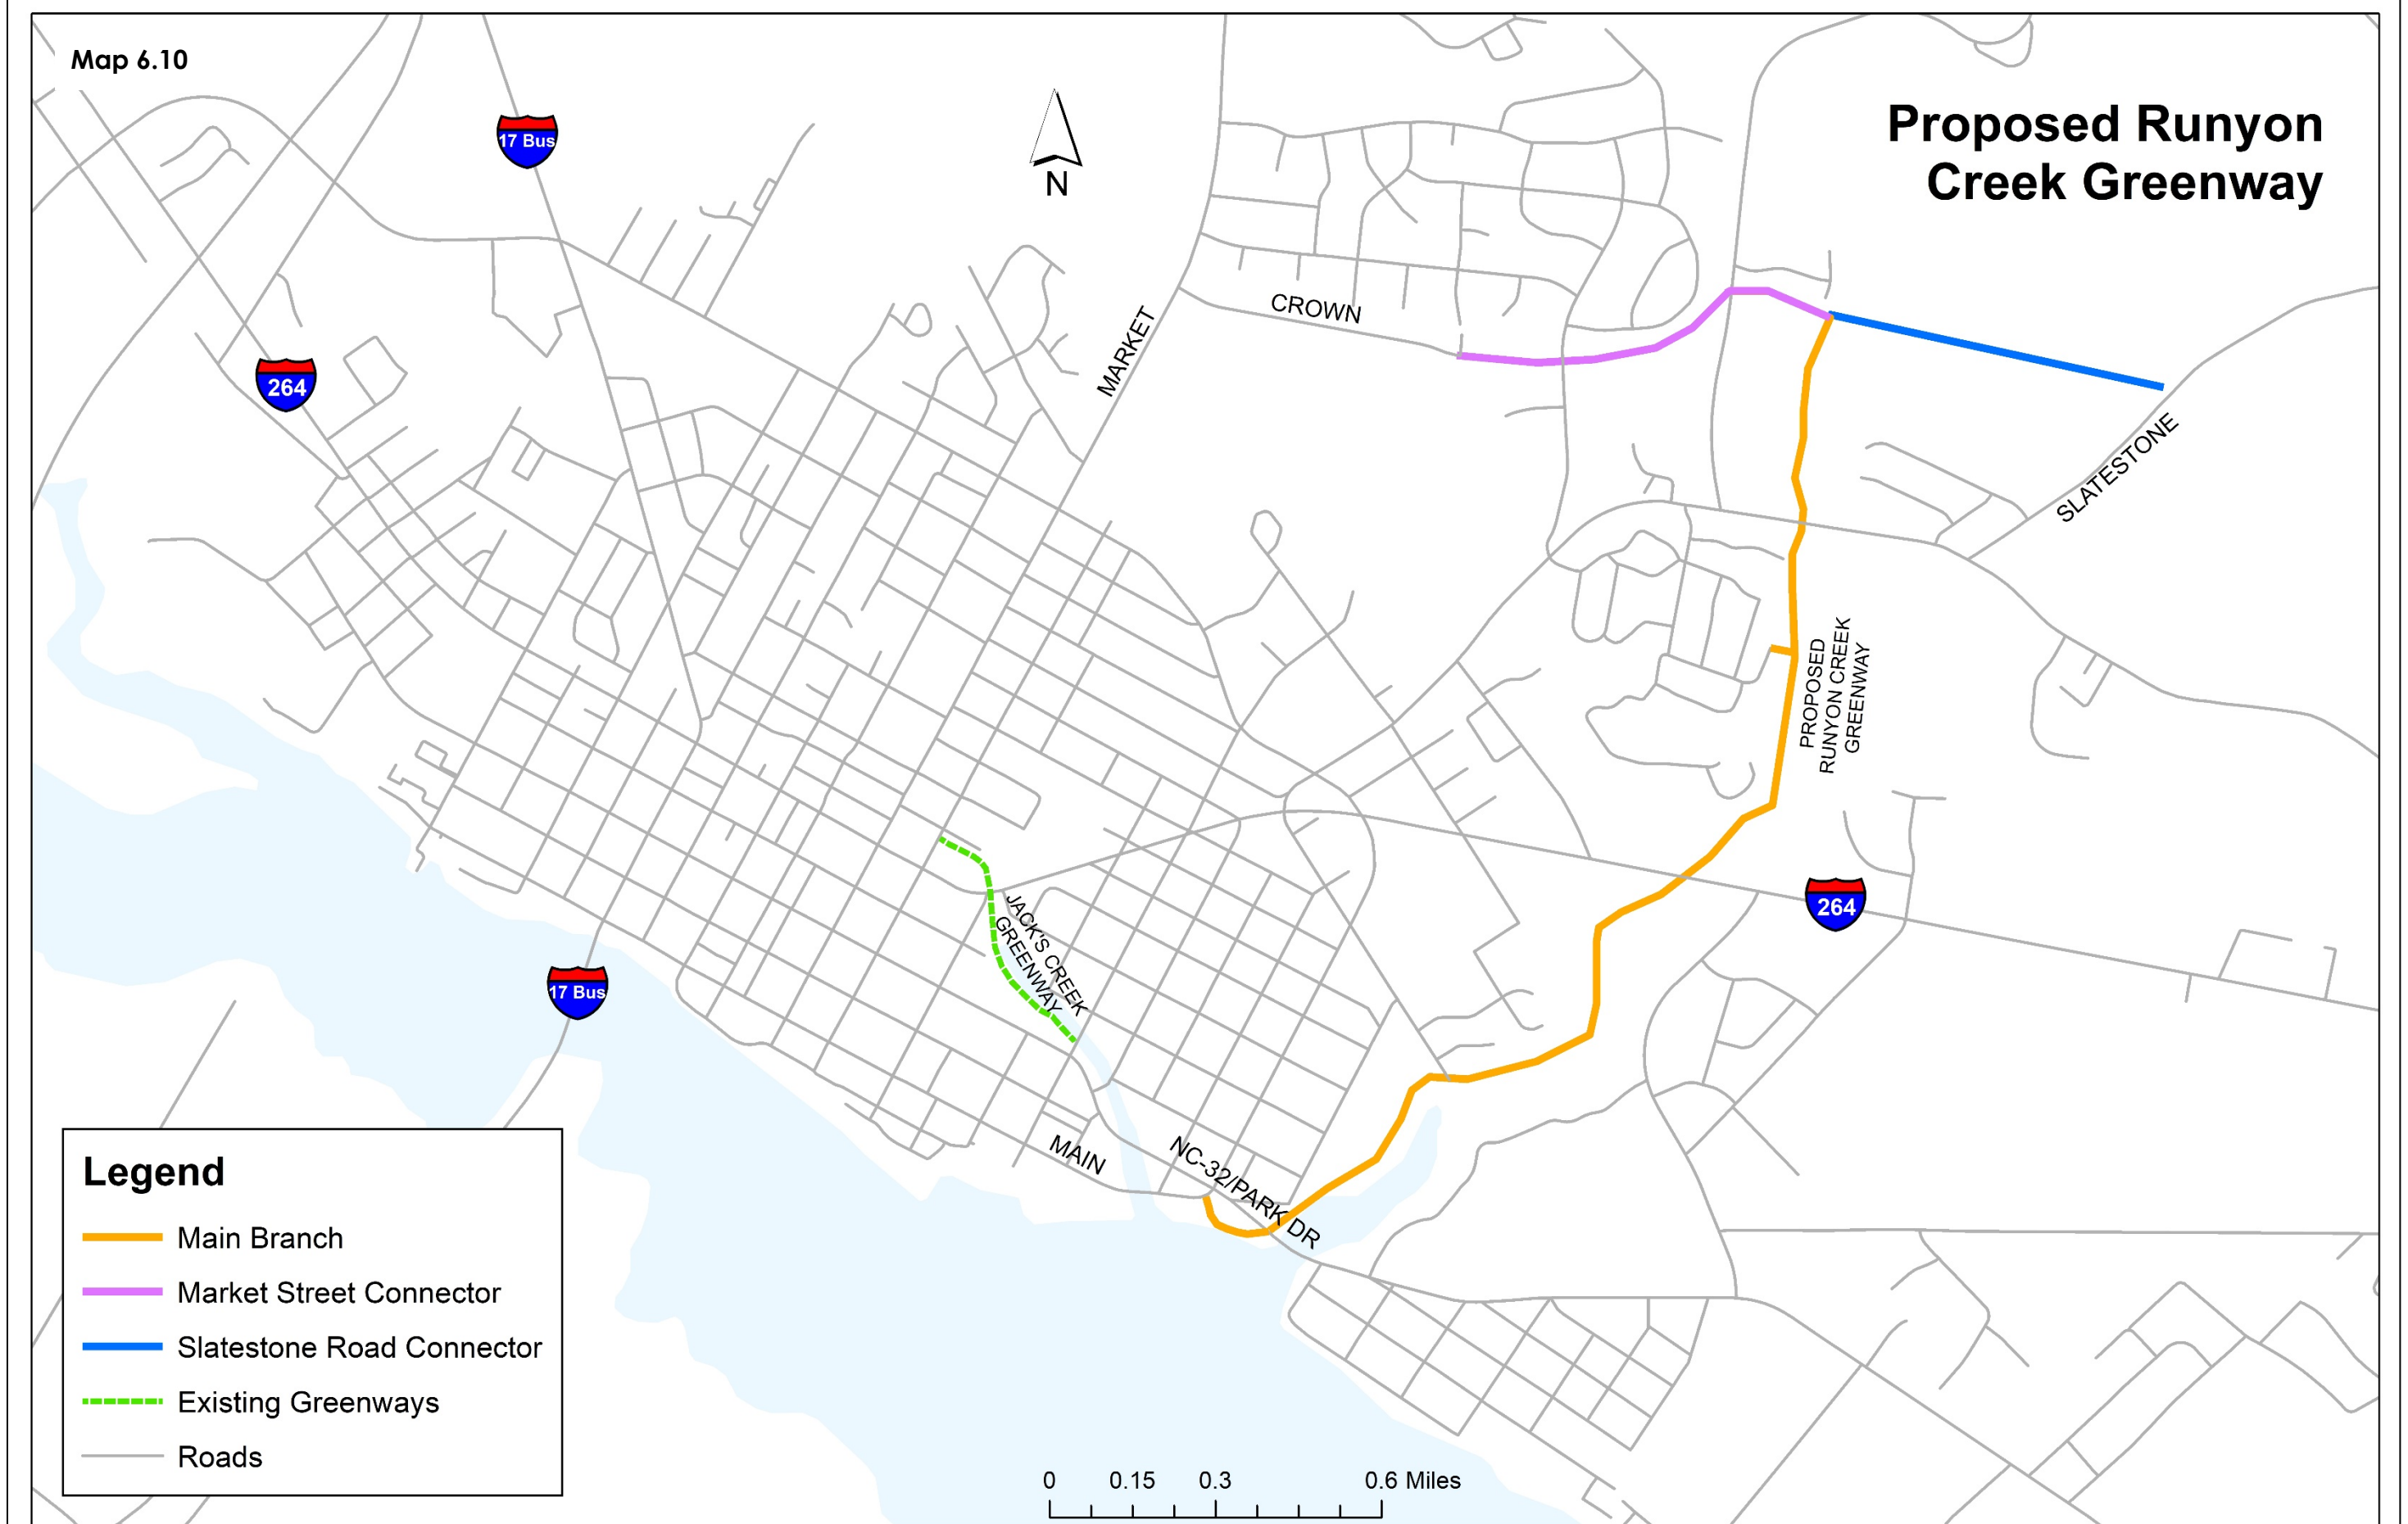 Map 6.10
Proposed Runyon
Creek Greenway
17 Bus
N
CROWN
MARKET
264
SLATESTONE
PROPOSED
RUNYON CREEK
GREENWAY
264
JACK'S CREEK
GREENWAY
17 Bus
MAIN
NC-32/PARK DR
Legend
Main Branch
Market Street Connector
Slatestone Road Connector
Existing Greenways
Roads
0 0.15 0.3 0.6 Miles